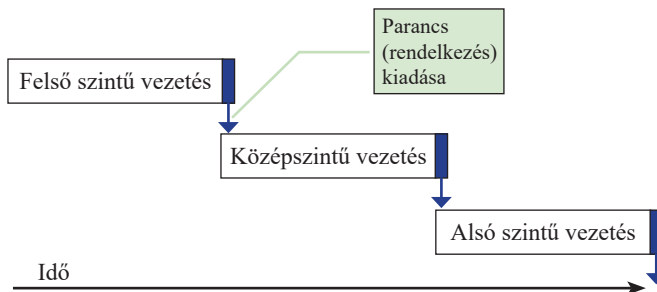 Parancs
(rendelkezés)
kiadása
Felső szintű vezetés
Középszintű vezetés
Alsó szintű vezetés
Idő